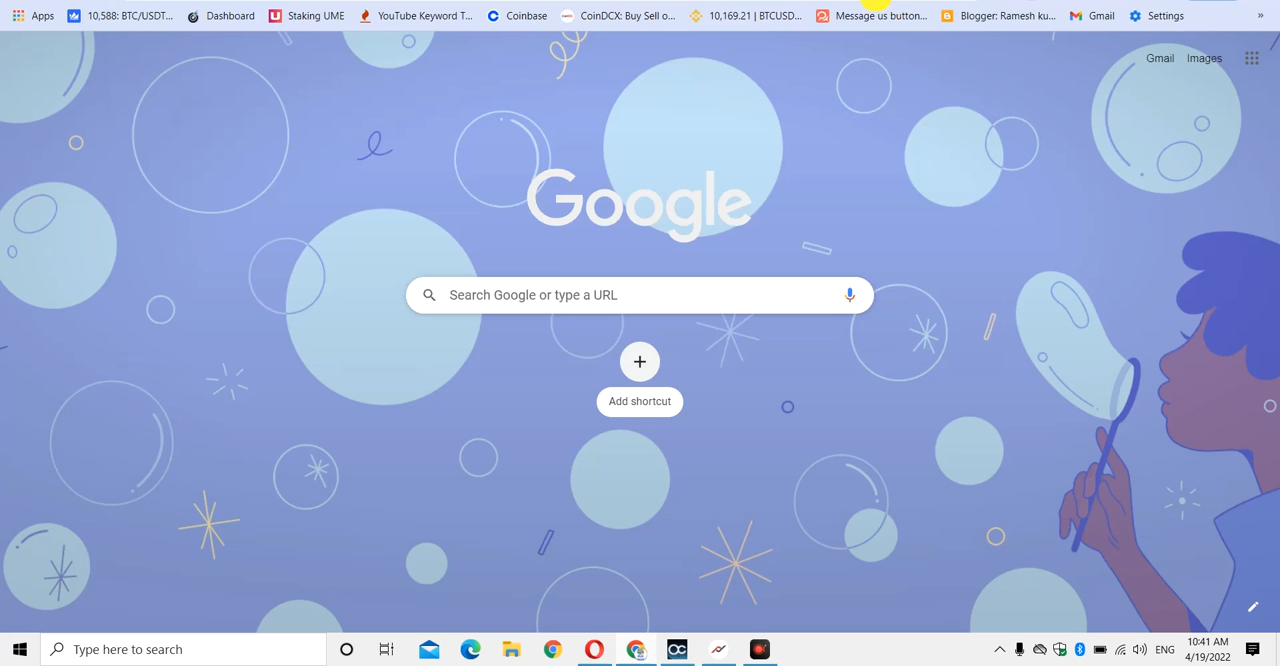 Apps 10,588: BTC/USDT... Dashboard Staking UME YouTube Keyword T... Coinbase CoinDCX: Buy Sell o... 10,169.21 | BTCUSD... Message us button... Blogger: Ramesh ku... Gmail Settings »
Gmail Images
Google
Search Google or type a URL
Add shortcut
Type here to search
OC
ENG
10:41 AM
4/19/2022